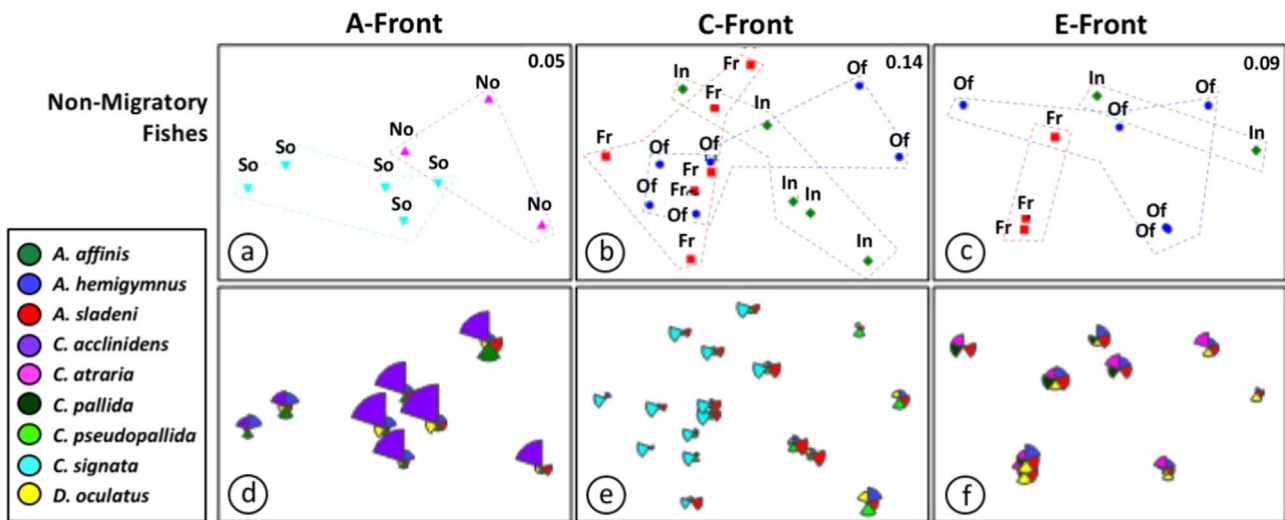 A-Front
C-Front
E-Front
Non-Migratory
Fishes
0.05
No
No
So
So
So
So
So
No
a
0.14
In
Fr
Of
Fr
In
Fr
Of
Of
Of
Fr
Fr
In
In
Of
Of
Fr
In
b
0.09
Of
In
Of
Fr
Of
In
Fr
Fr
Of
Of
c
A. affinis
A. hemigymnus
A. sladeni
C. acclinidens
C. atraria
C. pallida
C. pseudopallida
C. signata
D. oculatus
d
e
f